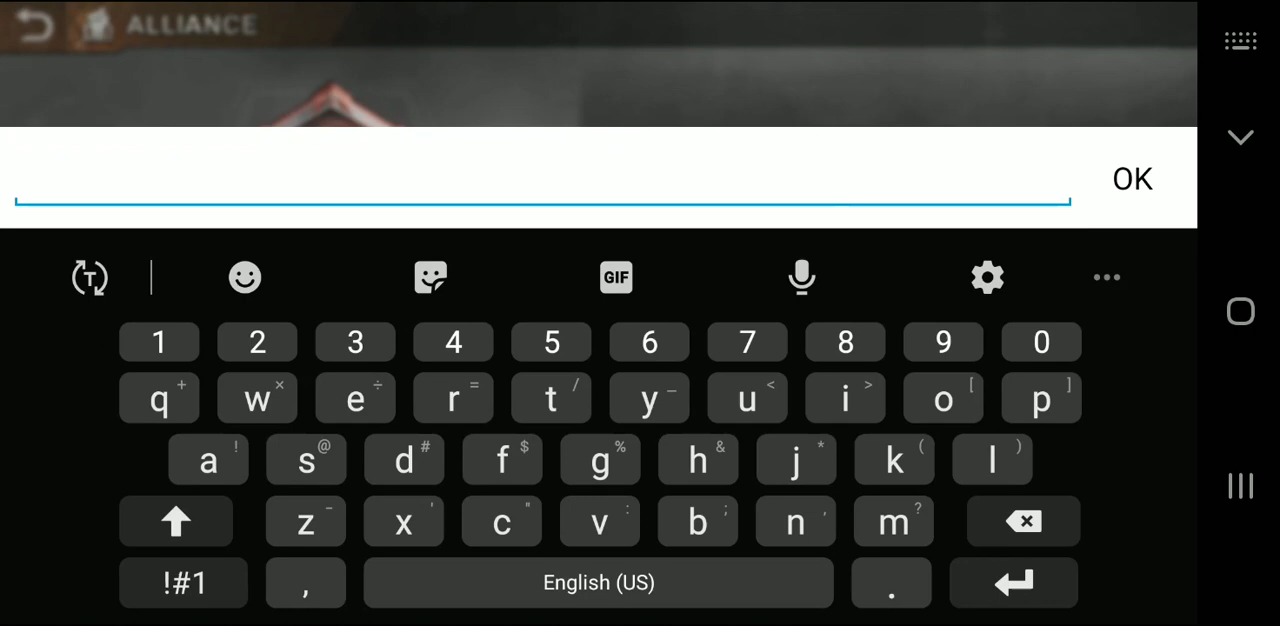 ALLIANCE
OK
T GIF
1 2 3 4 5 6 7 8 9 0
q + w × e ÷ r = t / y _ u < i > o [ p ]
a ! s @ d # f $ g % h & j * k ( l )
z - x ' c " v : b ; n , m ?
!#1 , English (US) .